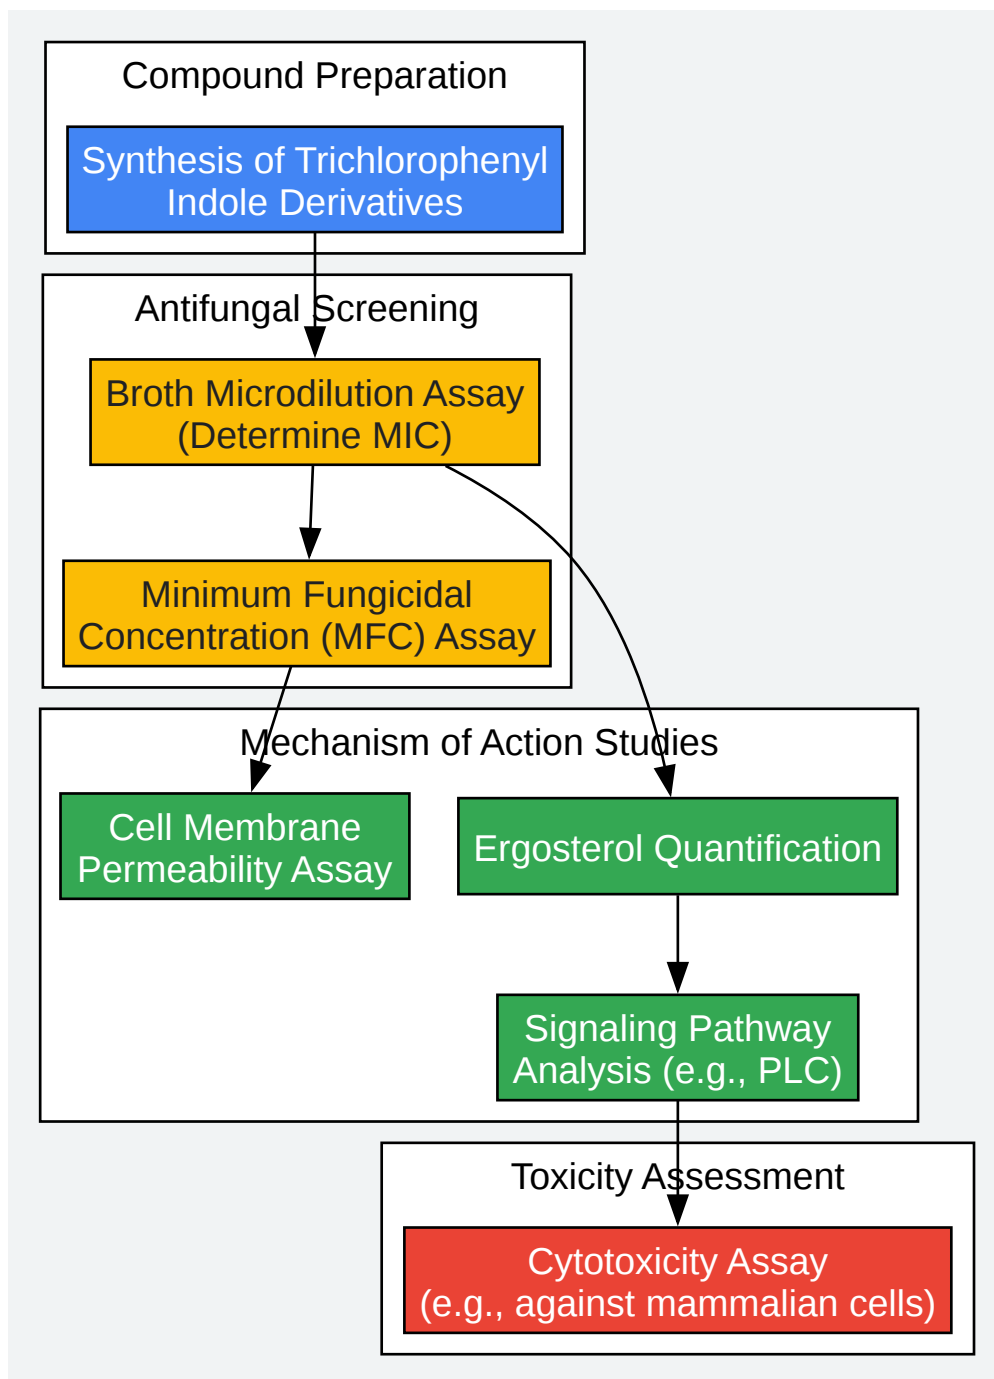 Compound Preparation
Synthesis of Trichlorophenyl
Indole Derivatives
Antifungal Screening
Broth Microdilution Assay
(Determine MIC)
Minimum Fungicidal
Concentration (MFC) Assay
Mechanism of Action Studies
Cell Membrane
Permeability Assay
Ergosterol Quantification
Signaling Pathway
Analysis (e.g., PLC)
Toxicity Assessment
Cytotoxicity Assay
(e.g., against mammalian cells)